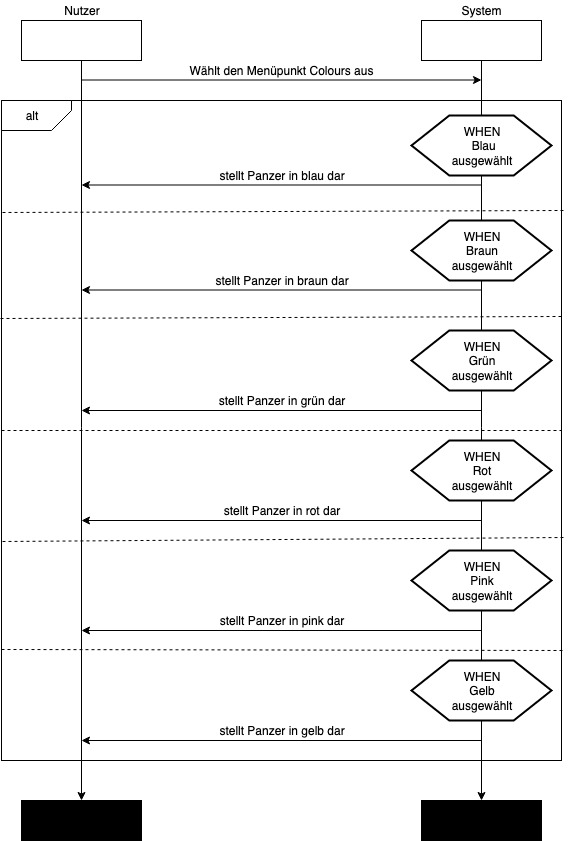 Nutzer
System
Wählt den Menüpunkt Colours aus
alt
WHEN
Blau
ausgewählt
stellt Panzer in blau dar
WHEN
Braun
ausgewählt
stellt Panzer in braun dar
WHEN
Grün
ausgewählt
stellt Panzer in grün dar
WHEN
Rot
ausgewählt
stellt Panzer in rot dar
WHEN
Pink
ausgewählt
stellt Panzer in pink dar
WHEN
Gelb
ausgewählt
stellt Panzer in gelb dar